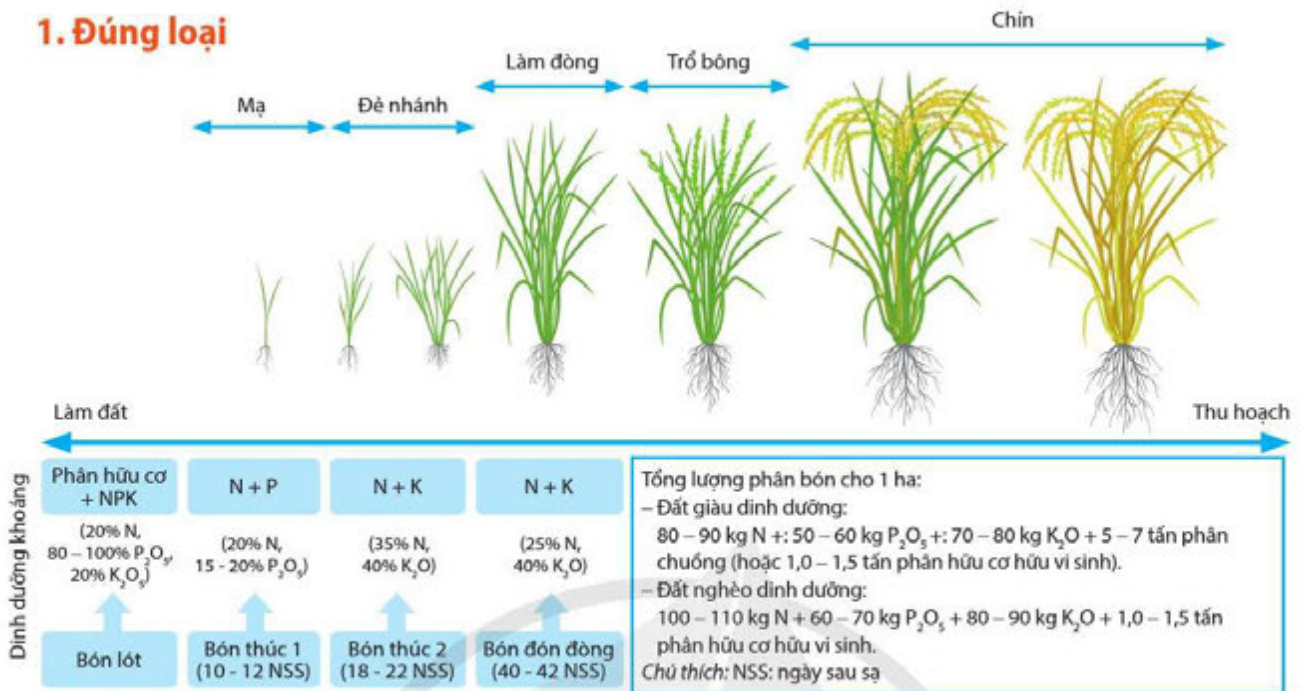 1. Đúng loại
Chín
Làm đòng
Trổ bông
Mạ
Đẻ nhánh
Làm đất
Thu hoạch
Dinh dưỡng khoáng
Phân hữu cơ
+ NPK
N + P
N + K
N + K
(20% N,
80 – 100% P₂O₅,
20% K₂O₅)
(20% N,
15 - 20% P₂O₅)
(35% N,
40% K₂O)
(25% N,
40% K₂O)
Bón lót
Bón thúc 1
(10 - 12 NSS)
Bón thúc 2
(18 - 22 NSS)
Bón đón đòng
(40 - 42 NSS)
Tổng lượng phân bón cho 1 ha:
– Đất giàu dinh dưỡng:
80 – 90 kg N +: 50 – 60 kg P₂O₅ +: 70 – 80 kg K₂O + 5 – 7 tấn phân
chuồng (hoặc 1,0 – 1,5 tấn phân hữu cơ hữu vi sinh).
– Đất nghèo dinh dưỡng:
100 – 110 kg N + 60 – 70 kg P₂O₅ + 80 – 90 kg K₂O + 1,0 – 1,5 tấn
phân hữu cơ hữu vi sinh.
Chú thích: NSS: ngày sau sạ